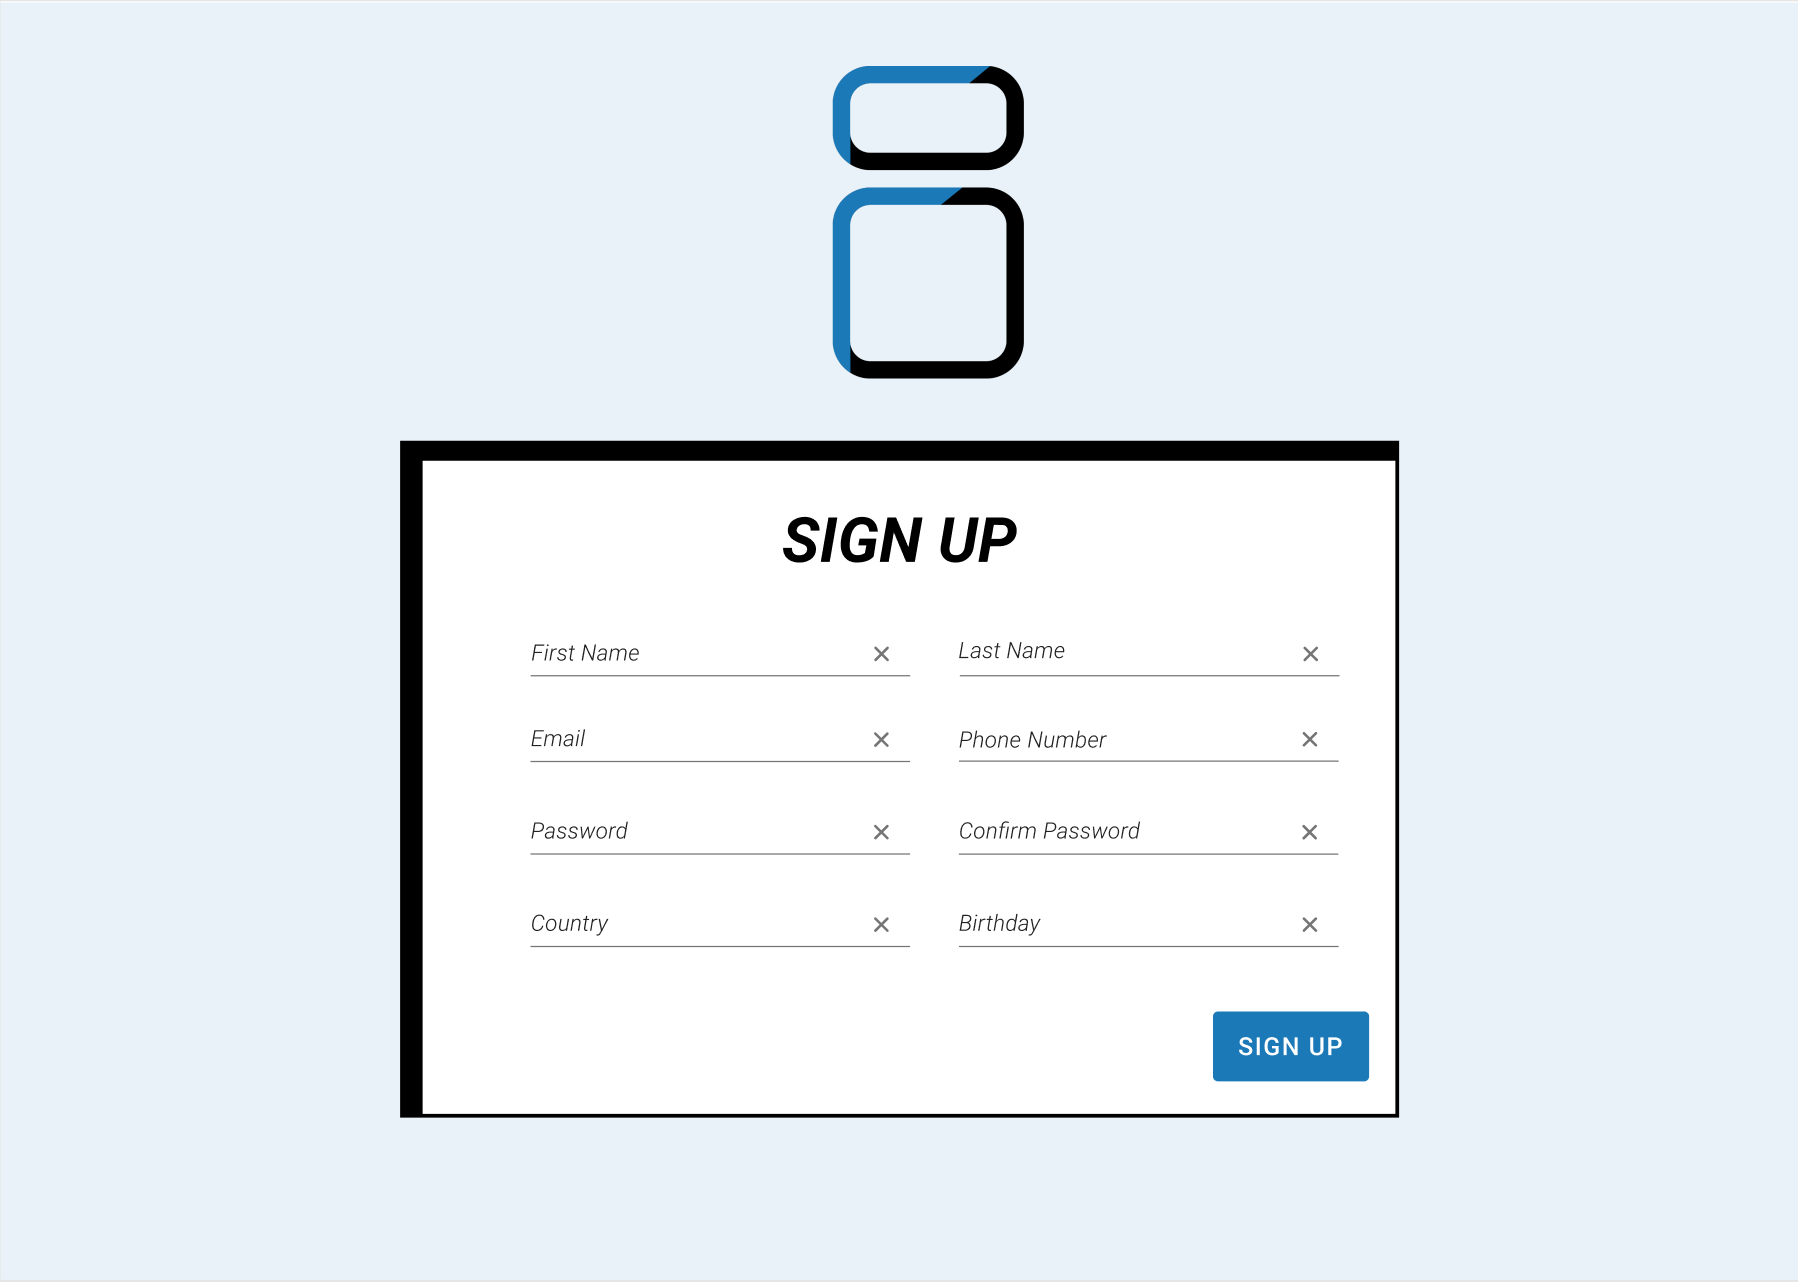 SIGN UP
First Name
Last Name
Email
Phone Number
Password
Confirm Password
Country
Birthday
SIGN UP